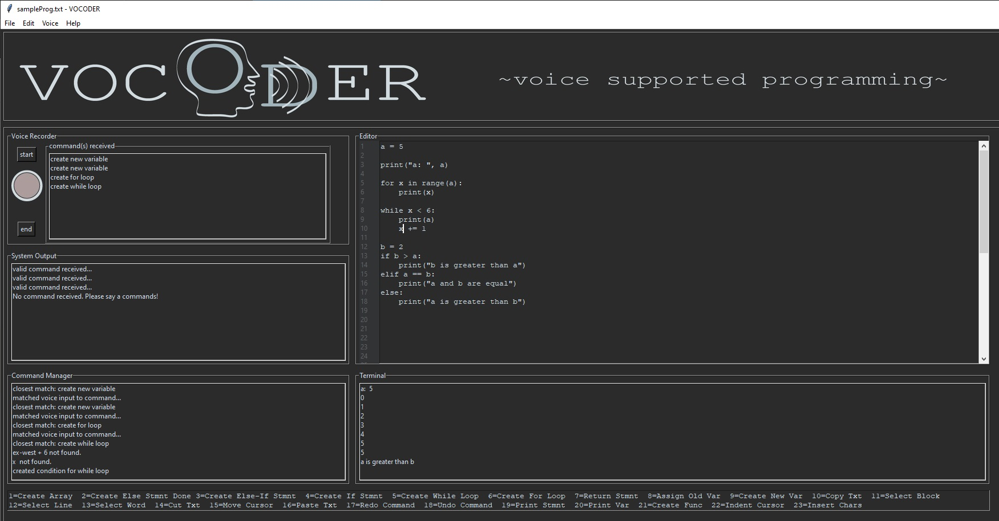 sampleProg.txt - VOCODER
File Edit Voice Help
VOCODER
~voice supported programming~
Voice Recorder
start
end
command(s) received
create new variable
create new variable
create for loop
create while loop
System Output
valid command received...
valid command received...
valid command received...
No command received. Please say a commands!
Command Manager
closest match: create new variable
matched voice input to command...
closest match: create new variable
matched voice input to command...
closest match: create for loop
matched voice input to command...
closest match: create while loop
ex-west + 6 not found.
x  not found.
created condition for while loop
Editor
1 a = 5
2
3 print("a: ", a)
4
5 for x in range(a):
6     print(x)
7
8 while x < 6:
9     print(a)
10     x += 1
11
12 b = 2
13 if b > a:
14     print("b is greater than a")
15 elif a == b:
16     print("a and b are equal")
17 else:
18     print("a is greater than b")
19
20
21
22
23
24
Terminal
a:  5
0
1
2
3
4
5
5
a is greater than b
1=Create Array  2=Create Else Stmnt Done 3=Create Else-If Stmnt  4=Create If Stmnt  5=Create While Loop  6=Create For Loop  7=Return Stmnt  8=Assign Old Var  9=Create New Var  10=Copy Txt  11=Select Block
12=Select Line  13=Select Word  14=Cut Txt  15=Move Cursor  16=Paste Txt  17=Redo Command  18=Undo Command  19=Print Stmnt  20=Print Var  21=Create Func  22=Indent Cursor  23=Insert Chars